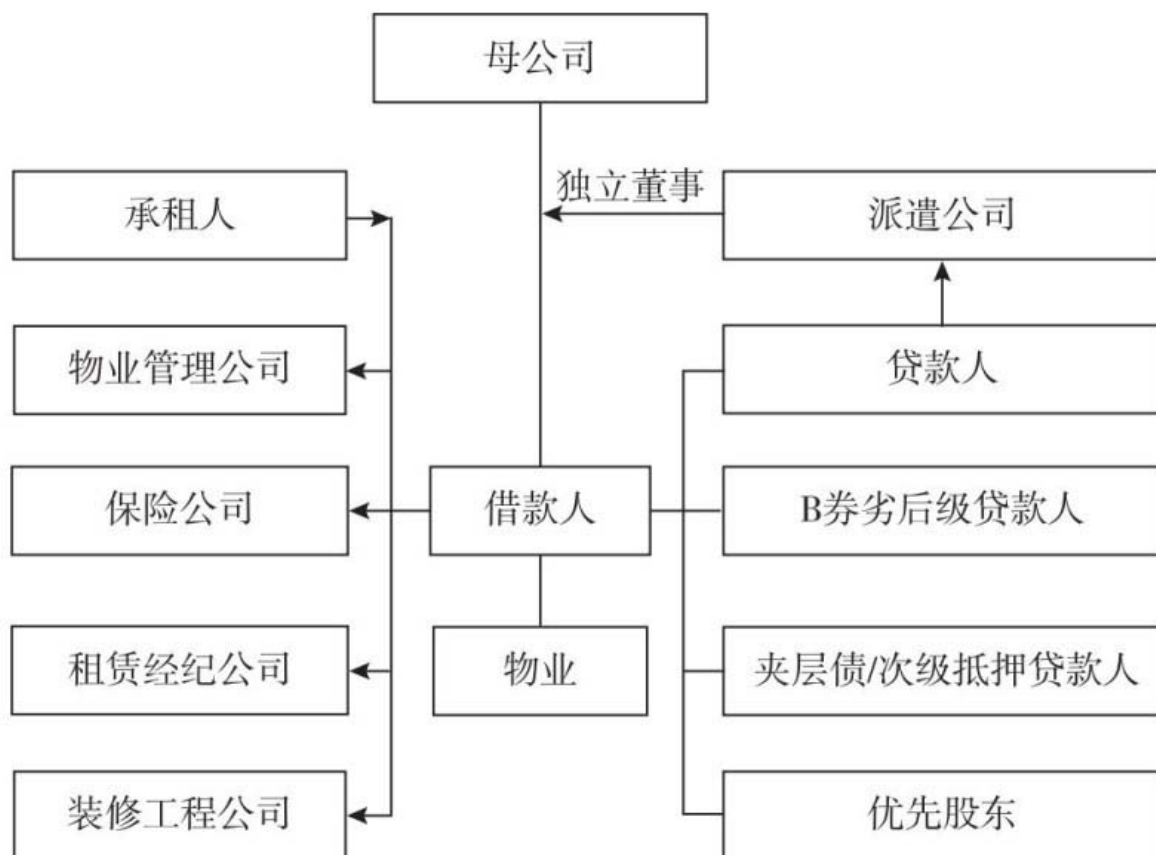 母公司
独立董事
承租人
派遣公司
物业管理公司
贷款人
保险公司
借款人
B券劣后级贷款人
租赁经纪公司
物业
夹层债/次级抵押贷款人
装修工程公司
优先股东